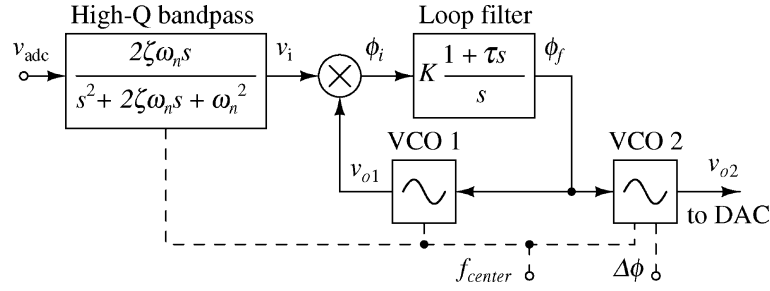 High-Q bandpass
Loop filter
v_adc
2ζω_n s
s² + 2ζω_n s + ω_n²
v_i
ϕ_i
K (1 + τs)/s
ϕ_f
VCO 1
VCO 2
v_o1
v_o2
to DAC
f_center
Δϕ